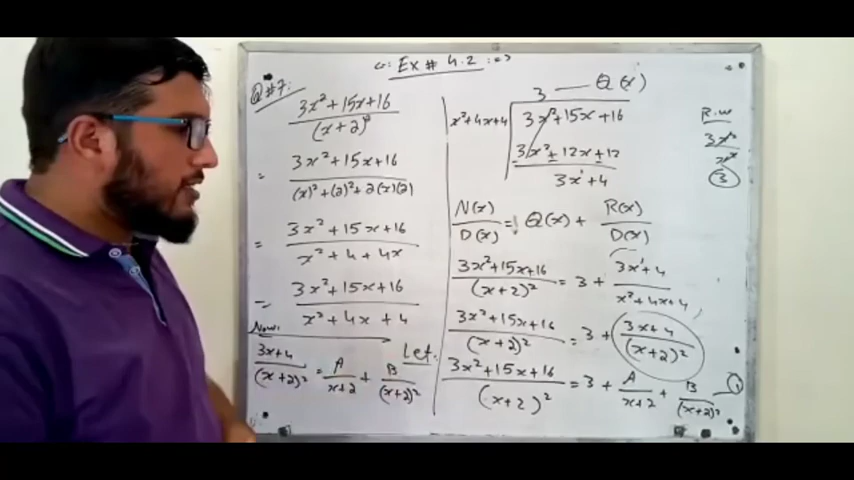 Ex # 4.2 :=>
Q#7:
3x²+15x+16
(x+2)²
= 3x²+15x+16
(x)²+(2)²+2(x)(2)
= 3x²+15x+16
x²+4+4x
= 3x²+15x+16
x²+4x+4
Now:
3x+4 / (x+2)² = A / x+2 + B / (x+2)²
3 — Q(x)
x²+4x+4 3x²+15x+16
3x²±12x±12
3x¹+4
N(x) / D(x) = Q(x) + R(x) / D(x)
3x²+15x+16 / (x+2)² = 3 + 3x¹+4 / x²+4x+4
3x²+15x+16 / (x+2)² = 3 + 3x+4 / (x+2)²
Let.
3x²+15x+16 / (x+2)² = 3 + A / x+2 + B / (x+2)² — 1
R.W
3x²
x²
3